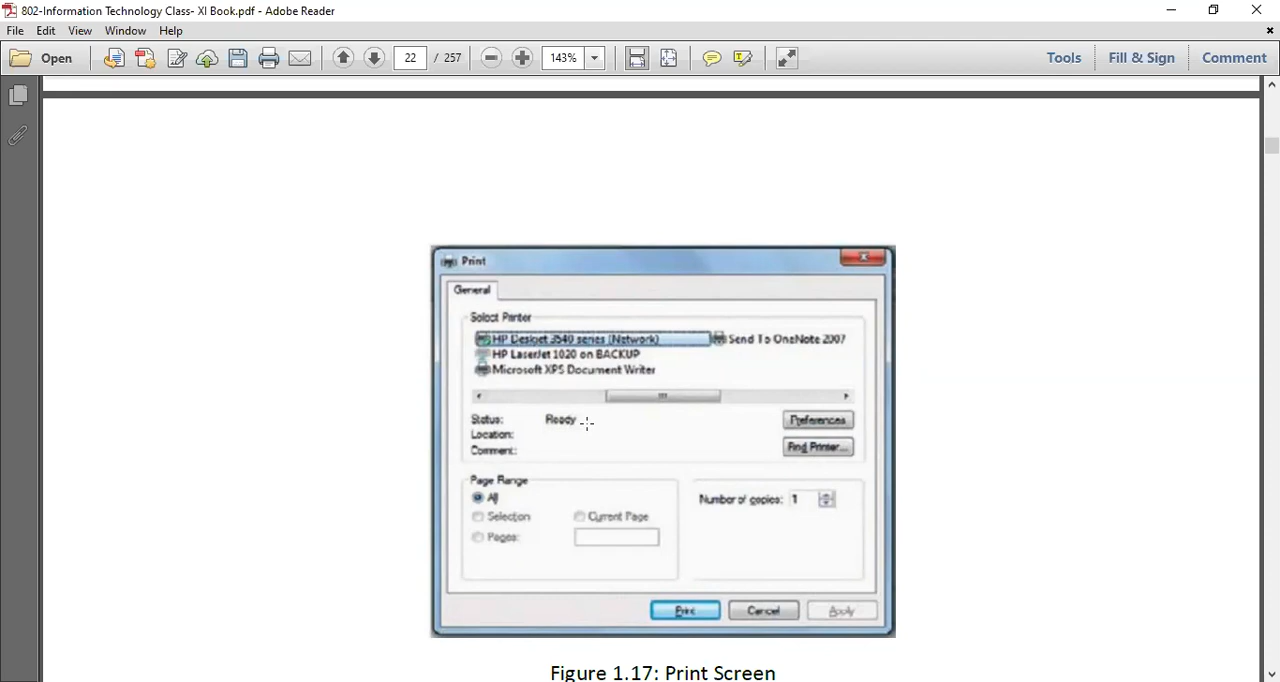 802-Information Technology Class- XI Book.pdf - Adobe Reader
File Edit View Window Help
Open 22 / 257 143% Tools Fill & Sign Comment
Print
General
Select Printer
HP Deskjet 3540 series (Network) Send To OneNote 2007
HP LaserJet 1020 on BACKUP
Microsoft XPS Document Writer
Status: Ready Preferences
Location:
Comment: Find Printer...
Page Range
All Number of copies: 1
Selection Current Page
Pages:
Print Cancel Apply
Figure 1.17: Print Screen